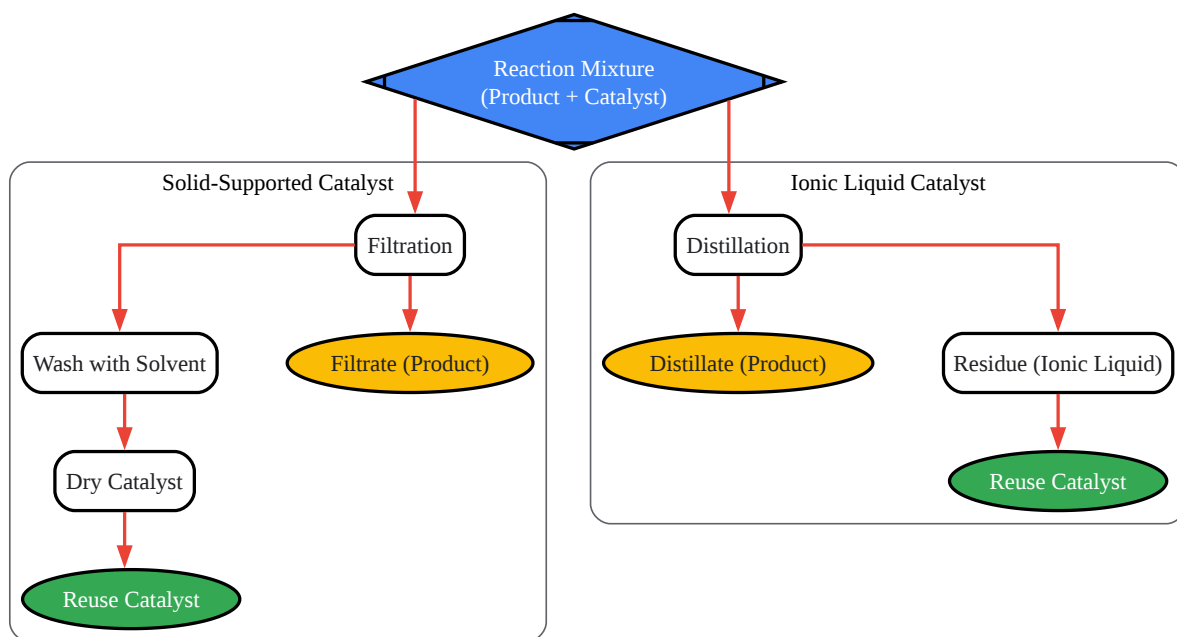 Reaction Mixture
(Product + Catalyst)
Solid-Supported Catalyst
Filtration
Wash with Solvent
Filtrate (Product)
Dry Catalyst
Reuse Catalyst
Ionic Liquid Catalyst
Distillation
Distillate (Product)
Residue (Ionic Liquid)
Reuse Catalyst